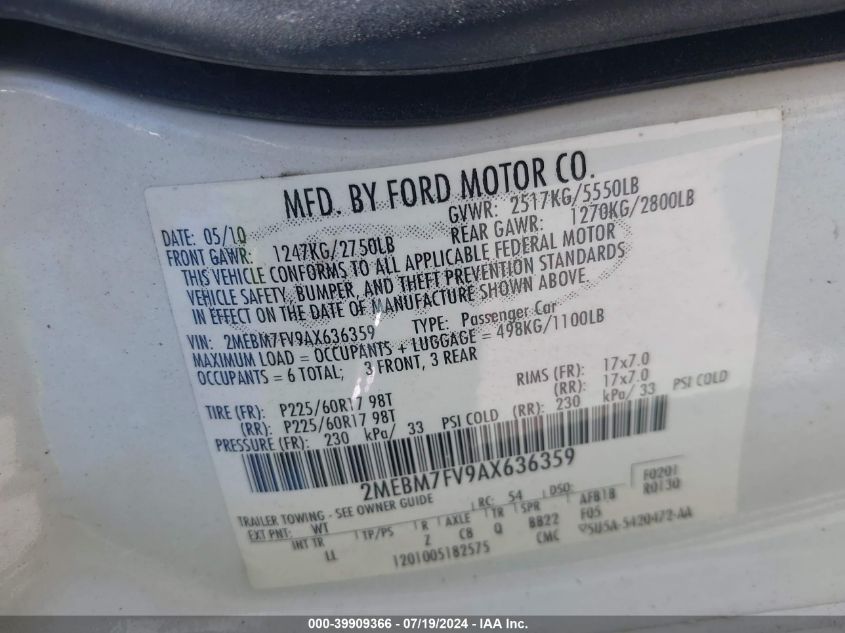 MFD. BY FORD MOTOR CO.
DATE: 05/10 GVWR: 2517KG/5550LB
FRONT GAWR: 1247KG/2750LB REAR GAWR: 1270KG/2800LB
THIS VEHICLE CONFORMS TO ALL APPLICABLE FEDERAL MOTOR
VEHICLE SAFETY, BUMPER, AND THEFT PREVENTION STANDARDS
IN EFFECT ON THE DATE OF MANUFACTURE SHOWN ABOVE.
VIN: 2MEBM7FV9AX636359 TYPE: Passenger Car
MAXIMUM LOAD = OCCUPANTS + LUGGAGE = 498KG/1100LB
OCCUPANTS = 6 TOTAL; 3 FRONT, 3 REAR
TIRE (FR): P225/60R17 98T RIMS (FR): 17x7.0
(RR): P225/60R17 98T (RR): 17x7.0
PRESSURE (FR): 230 kPa/ 33 PSI COLD (RR): 230 kPa/ 33 PSI COLD
2MEBM7FV9AX636359
TRAILER TOWING - SEE OWNER GUIDE RC: 54 DSO: F0201
EXT PNT: WT R AXLE TR SPR AFB18 R0130
INT TR TP/PS Z C8 Q BB22 F05
LL 1201005182575 CMC 5U5A-5420472-AA
000-39909366 - 07/19/2024 - IAA, Inc.